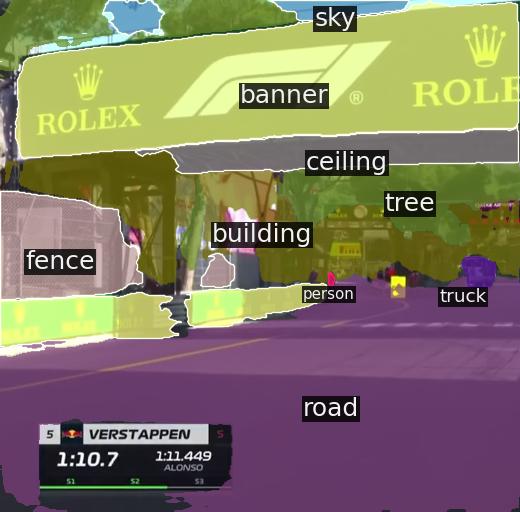 sky
ROLEX
banner
ROLEX
ceiling
tree
building
fence
person
truck
road
5 VERSTAPPEN 5
1:10.7 1:11.449
ALONSO
S1 S2 S3